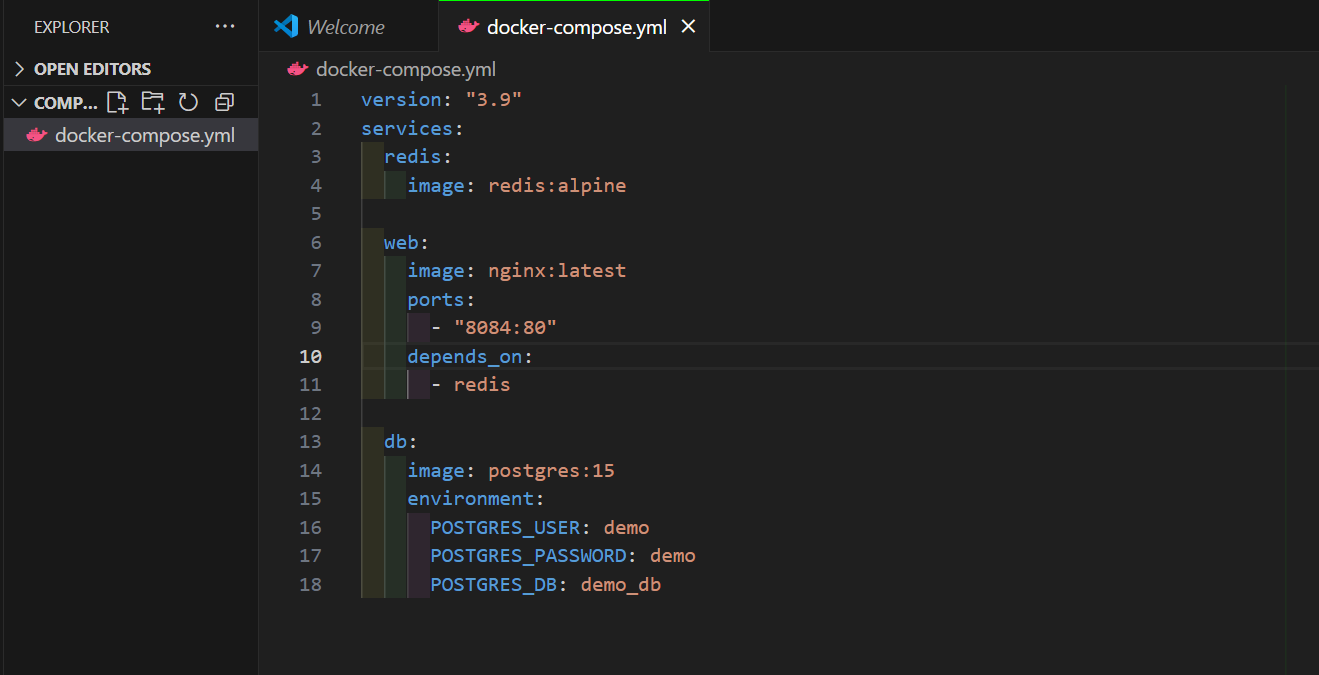 EXPLORER ···
OPEN EDITORS
COMP...
docker-compose.yml
Welcome
docker-compose.yml
docker-compose.yml
1 version: "3.9"
2 services:
3   redis:
4     image: redis:alpine
5
6   web:
7     image: nginx:latest
8     ports:
9       - "8084:80"
10     depends_on:
11       - redis
12
13   db:
14     image: postgres:15
15     environment:
16       POSTGRES_USER: demo
17       POSTGRES_PASSWORD: demo
18       POSTGRES_DB: demo_db